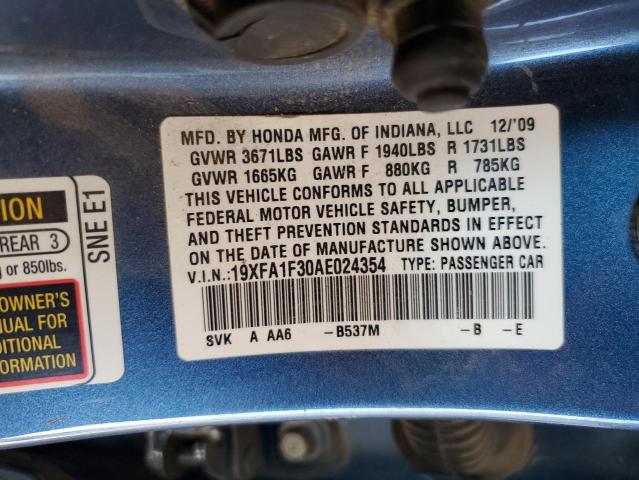 MFD. BY HONDA MFG. OF INDIANA, LLC 12/'09
GVWR 3671LBS GAWR F 1940LBS R 1731LBS
GVWR 1665KG GAWR F 880KG R 785KG
THIS VEHICLE CONFORMS TO ALL APPLICABLE
FEDERAL MOTOR VEHICLE SAFETY, BUMPER,
AND THEFT PREVENTION STANDARDS IN EFFECT
ON THE DATE OF MANUFACTURE SHOWN ABOVE.
V.I.N.:19XFA1F30AE024354 TYPE: PASSENGER CAR
SVK A AA6 -B537M -B -E
ION
REAR 3
or 850lbs.
OWNER'S
NUAL FOR
DITIONAL
FORMATION
SNE E1